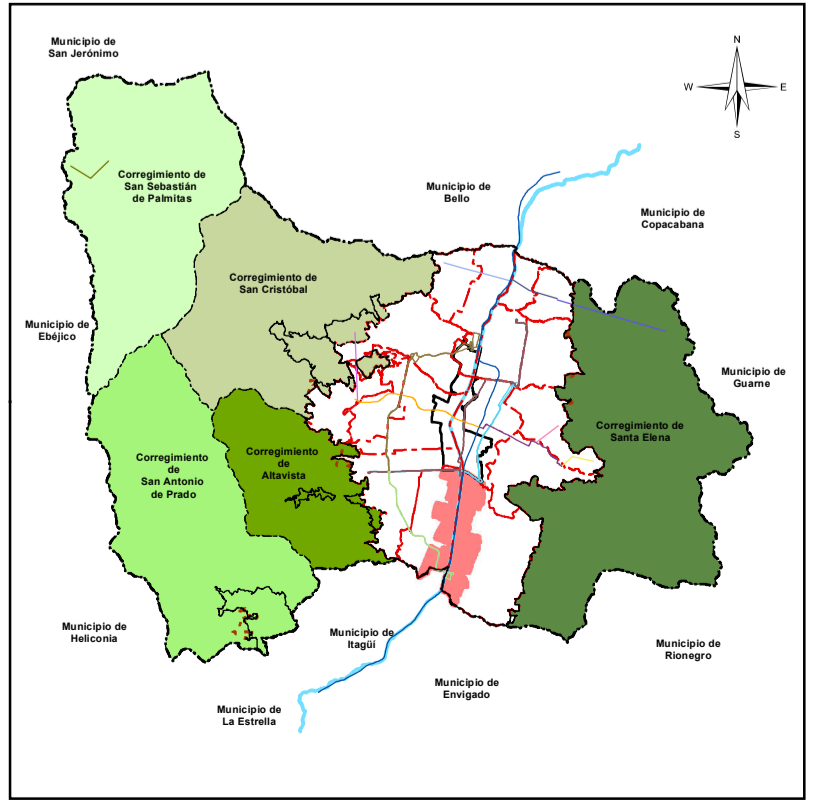 Municipio de
San Jerónimo
N
W
E
S
Corregimiento de
San Sebastián
de Palmitas
Municipio de
Bello
Municipio de
Copacabana
Corregimiento de
San Cristóbal
Municipio de
Ebéjico
Municipio de
Guarne
Corregimiento de
Santa Elena
Corregimiento
de
San Antonio
de Prado
Corregimiento
de
Altavista
Municipio de
Heliconia
Municipio de
Itagüí
Municipio de
Rionegro
Municipio de
Envigado
Municipio de
La Estrella